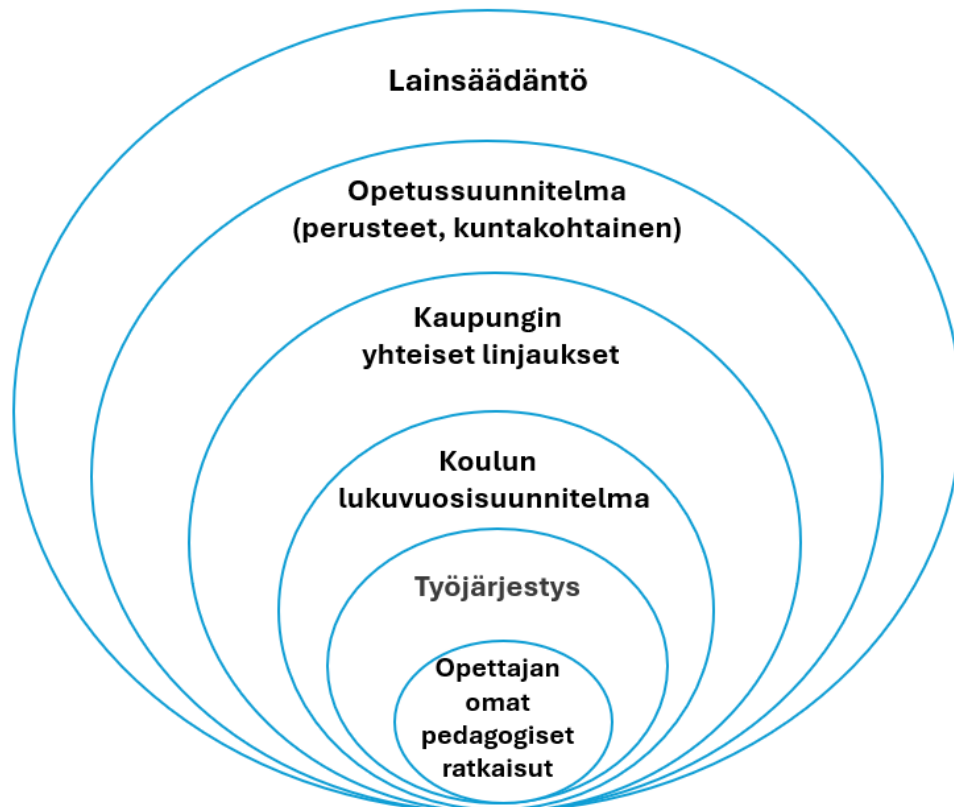 Lainsäädäntö
Opetussuunnitelma
(perusteet, kuntakohtainen)
Kaupungin
yhteiset linjaukset
Koulun
lukuvuosisuunnitelma
Työjärjestys
Opettajan
omat
pedagogiset
ratkaisut